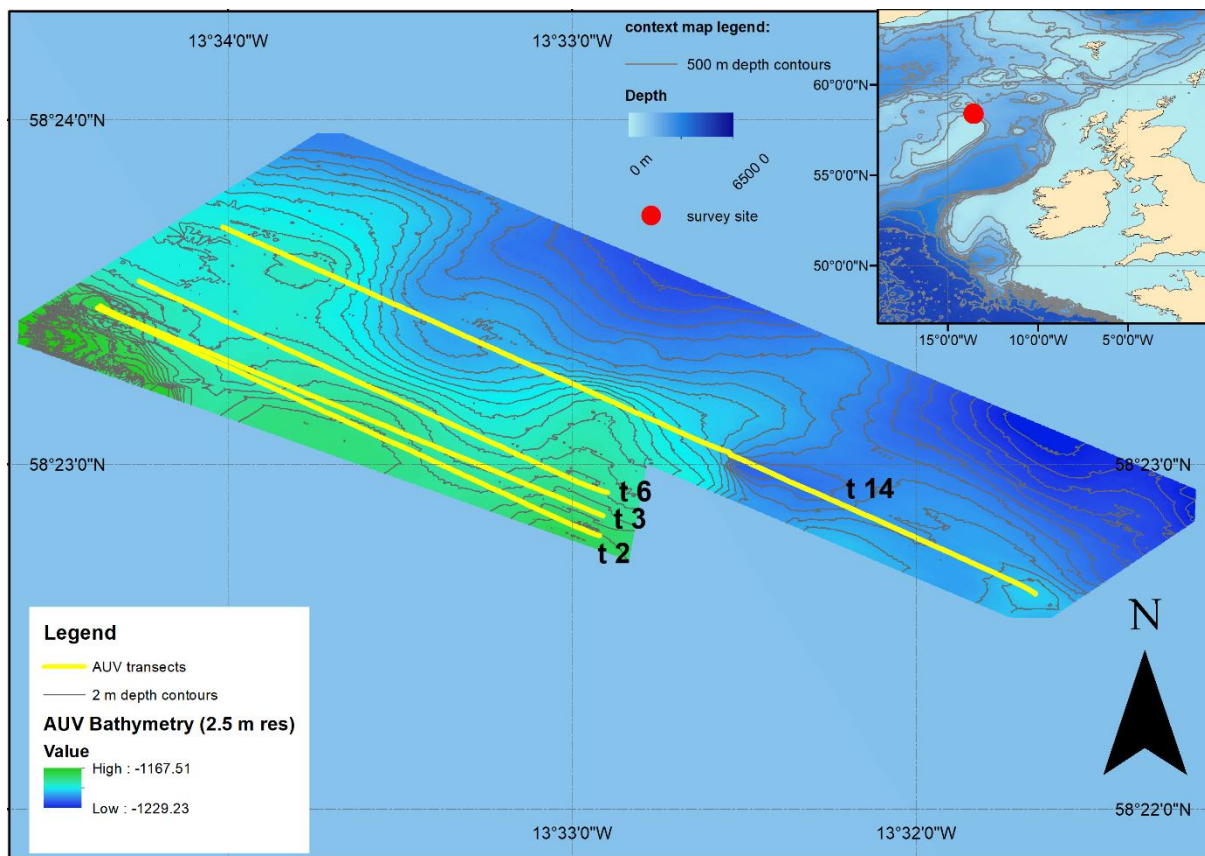 13°34'0"W
13°33'0"W
context map legend:
500 m depth contours
Depth
0 m
6500 0
survey site
60°0'0"N
55°0'0"N
50°0'0"N
15°0'0"W
10°0'0"W
5°0'0"W
0°0'0"
58°24'0"N
58°23'0"N
58°23'0"N
t 6
t 3
t 2
t 14
N
Legend
AUV transects
2 m depth contours
AUV Bathymetry (2.5 m res)
Value
High : -1167.51
Low : -1229.23
58°22'0"N
13°33'0"W
13°32'0"W